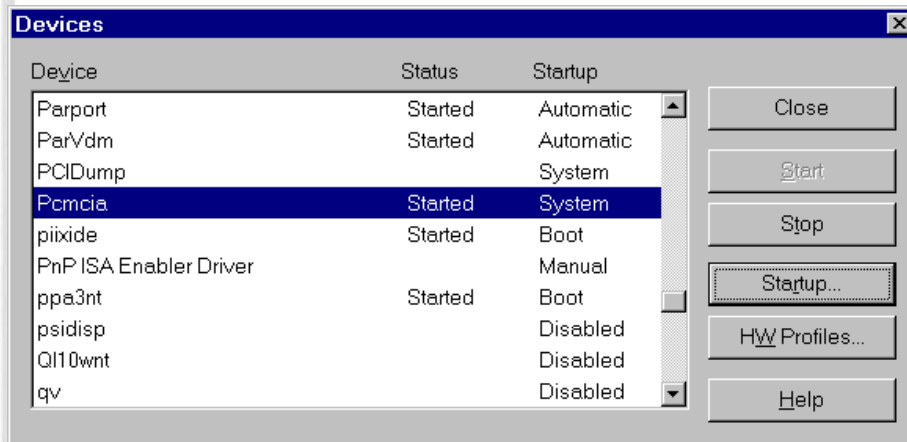 Devices
Device Status Startup
Parport Started Automatic
ParVdm Started Automatic
PCIDump System
Pcmcia Started System
piixide Started Boot
PnP ISA Enabler Driver Manual
ppa3nt Started Boot
psidisp Disabled
Ql10wnt Disabled
qv Disabled
Close
Start
Stop
Startup...
HW Profiles...
Help